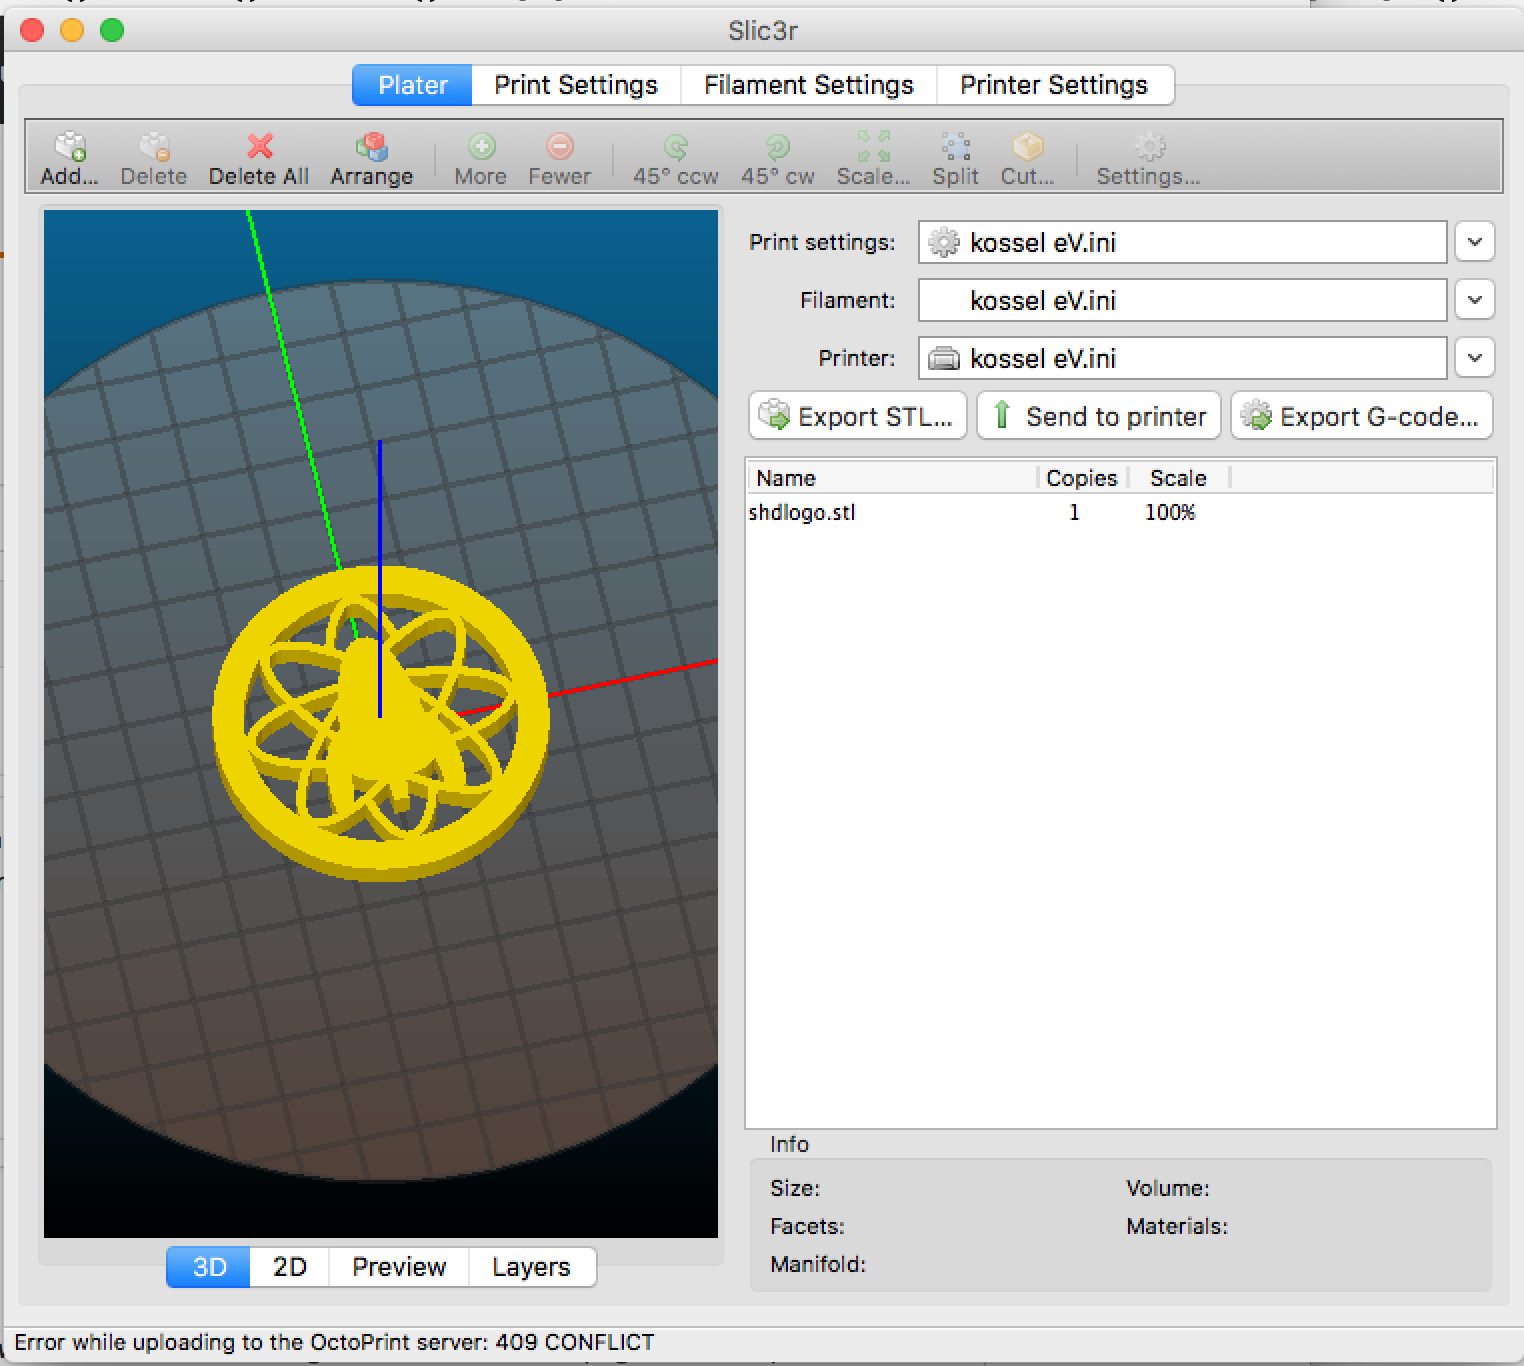 Slic3r
Plater Print Settings Filament Settings Printer Settings
Add... Delete Delete All Arrange More Fewer 45° ccw 45° cw Scale... Split Cut... Settings...
Print settings: kossel eV.ini
Filament: kossel eV.ini
Printer: kossel eV.ini
Export STL... Send to printer Export G-code...
Name Copies Scale
shdlogo.stl 1 100%
Info
Size: Volume:
Facets: Materials:
Manifold:
3D 2D Preview Layers
Error while uploading to the OctoPrint server: 409 CONFLICT